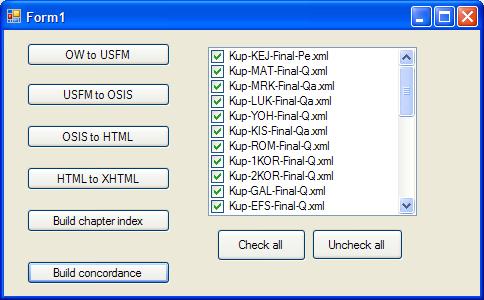 Form1
OW to USFM
USFM to OSIS
OSIS to HTML
HTML to XHTML
Build chapter index
Build concordance
Kup-KEJ-Final-Pe.xml
Kup-MAT-Final-Q.xml
Kup-MRK-Final-Qa.xml
Kup-LUK-Final-Qa.xml
Kup-YOH-Final-Q.xml
Kup-KIS-Final-Qa.xml
Kup-ROM-Final-Q.xml
Kup-1KOR-Final-Q.xml
Kup-2KOR-Final-Q.xml
Kup-GAL-Final-Q.xml
Kup-EFS-Final-Q.xml
Check all
Uncheck all